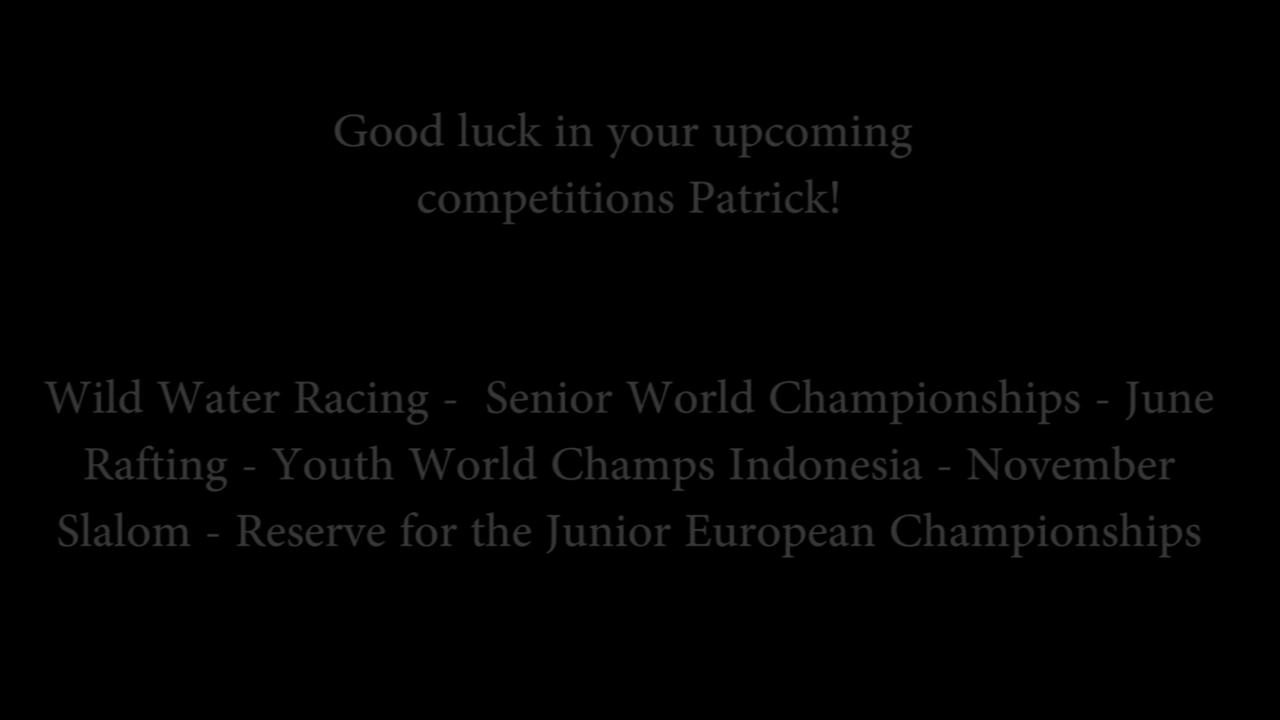 Good luck in your upcoming
competitions Patrick!
Wild Water Racing -  Senior World Championships - June
Rafting - Youth World Champs Indonesia - November
Slalom - Reserve for the Junior European Championships